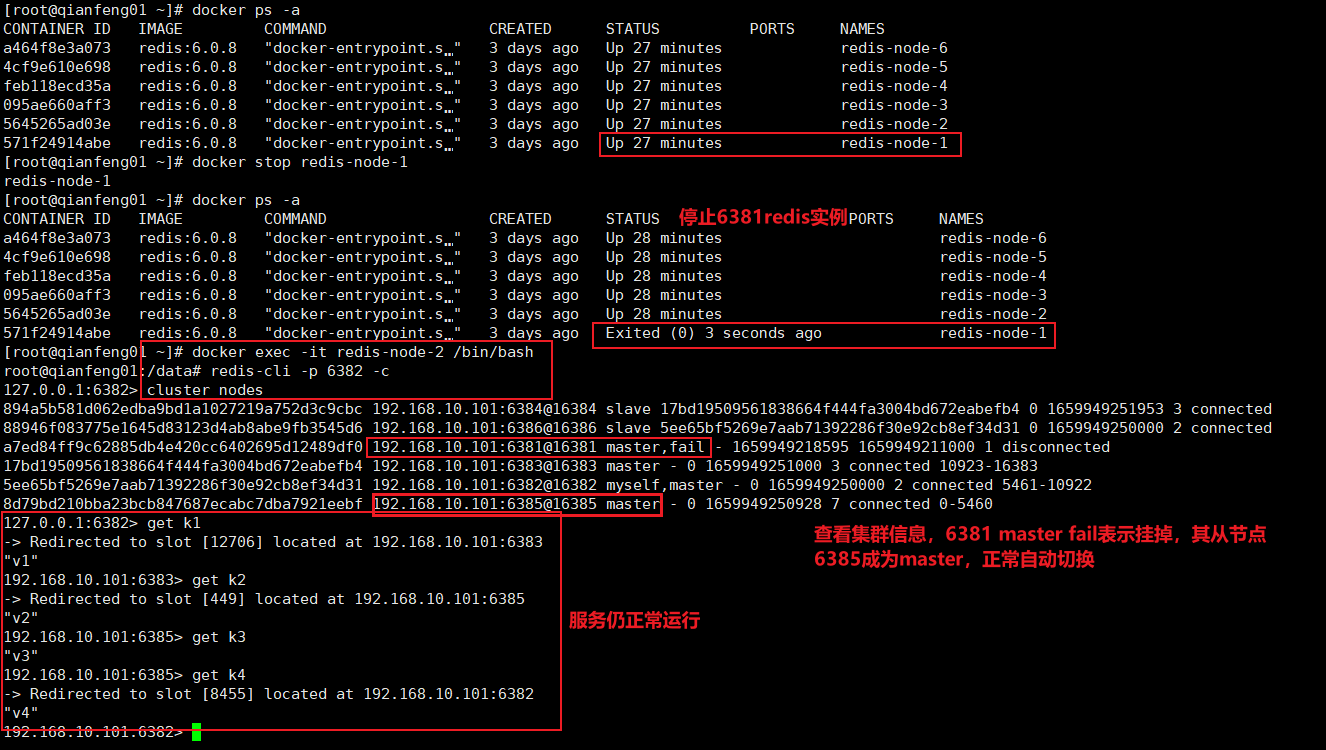 [root@qianfeng01 ~]# docker ps -a
CONTAINER ID   IMAGE         COMMAND                  CREATED      STATUS          PORTS     NAMES
a464f8e3a073   redis:6.0.8   "docker-entrypoint.s…"   3 days ago   Up 27 minutes             redis-node-6
4cf9e610e698   redis:6.0.8   "docker-entrypoint.s…"   3 days ago   Up 27 minutes             redis-node-5
feb118ecd35a   redis:6.0.8   "docker-entrypoint.s…"   3 days ago   Up 27 minutes             redis-node-4
095ae660aff3   redis:6.0.8   "docker-entrypoint.s…"   3 days ago   Up 27 minutes             redis-node-3
5645265ad03e   redis:6.0.8   "docker-entrypoint.s…"   3 days ago   Up 27 minutes             redis-node-2
571f24914abe   redis:6.0.8   "docker-entrypoint.s…"   3 days ago   Up 27 minutes             redis-node-1
[root@qianfeng01 ~]# docker stop redis-node-1
redis-node-1
[root@qianfeng01 ~]# docker ps -a
CONTAINER ID   IMAGE         COMMAND                  CREATED      STATUS   停止6381redis实例PORTS     NAMES
a464f8e3a073   redis:6.0.8   "docker-entrypoint.s…"   3 days ago   Up 28 minutes                        redis-node-6
4cf9e610e698   redis:6.0.8   "docker-entrypoint.s…"   3 days ago   Up 28 minutes                        redis-node-5
feb118ecd35a   redis:6.0.8   "docker-entrypoint.s…"   3 days ago   Up 28 minutes                        redis-node-4
095ae660aff3   redis:6.0.8   "docker-entrypoint.s…"   3 days ago   Up 28 minutes                        redis-node-3
5645265ad03e   redis:6.0.8   "docker-entrypoint.s…"   3 days ago   Up 28 minutes                        redis-node-2
571f24914abe   redis:6.0.8   "docker-entrypoint.s…"   3 days ago   Exited (0) 3 seconds ago             redis-node-1
[root@qianfeng01 ~]# docker exec -it redis-node-2 /bin/bash
root@qianfeng01:/data# redis-cli -p 6382 -c
127.0.0.1:6382> cluster nodes
894a5b581d062edba9bd1a1027219a752d3c9cbc 192.168.10.101:6384@16384 slave 17bd19509561838664f444fa3004bd672eabefb4 0 1659949251953 3 connected
88946f083775e1645d83123d4ab8abe9fb3545d6 192.168.10.101:6386@16386 slave 5ee65bf5269e7aab71392286f30e92cb8ef34d31 0 1659949250000 2 connected
a7ed84ff9c62885db4e420cc6402695d12489df0 192.168.10.101:6381@16381 master,fail - 1659949218595 1659949211000 1 disconnected
17bd19509561838664f444fa3004bd672eabefb4 192.168.10.101:6383@16383 master - 0 1659949251000 3 connected 10923-16383
5ee65bf5269e7aab71392286f30e92cb8ef34d31 192.168.10.101:6382@16382 myself,master - 0 1659949250000 2 connected 5461-10922
8d79bd210bba23bcb847687ecabc7dba7921eebf 192.168.10.101:6385@16385 master - 0 1659949250928 7 connected 0-5460
127.0.0.1:6382> get k1
-> Redirected to slot [12706] located at 192.168.10.101:6383
"v1"
192.168.10.101:6383> get k2
-> Redirected to slot [449] located at 192.168.10.101:6385
"v2"
192.168.10.101:6385> get k3
"v3"
192.168.10.101:6385> get k4
-> Redirected to slot [8455] located at 192.168.10.101:6382
"v4"
192.168.10.101:6382>
查看集群信息，6381 master fail表示挂掉，其从节点
6385成为master，正常自动切换
服务仍正常运行